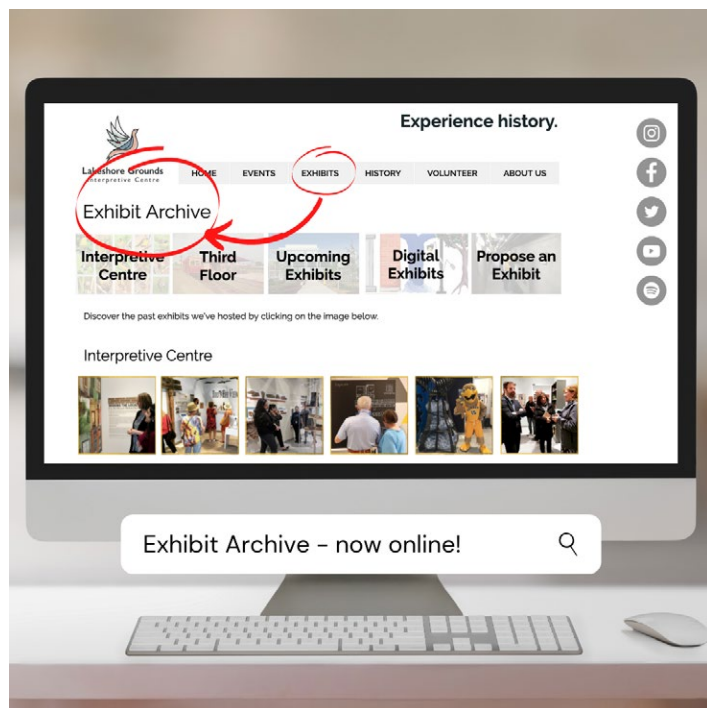 Experience history.
Lakeshore Grounds
Interpretive Centre
HOME EVENTS EXHIBITS HISTORY VOLUNTEER ABOUT US
Exhibit Archive
Interpretive Centre
Third Floor
Upcoming Exhibits
Digital Exhibits
Propose an Exhibit
Discover the past exhibits we've hosted by clicking on the image below.
Interpretive Centre
Exhibit Archive – now online!